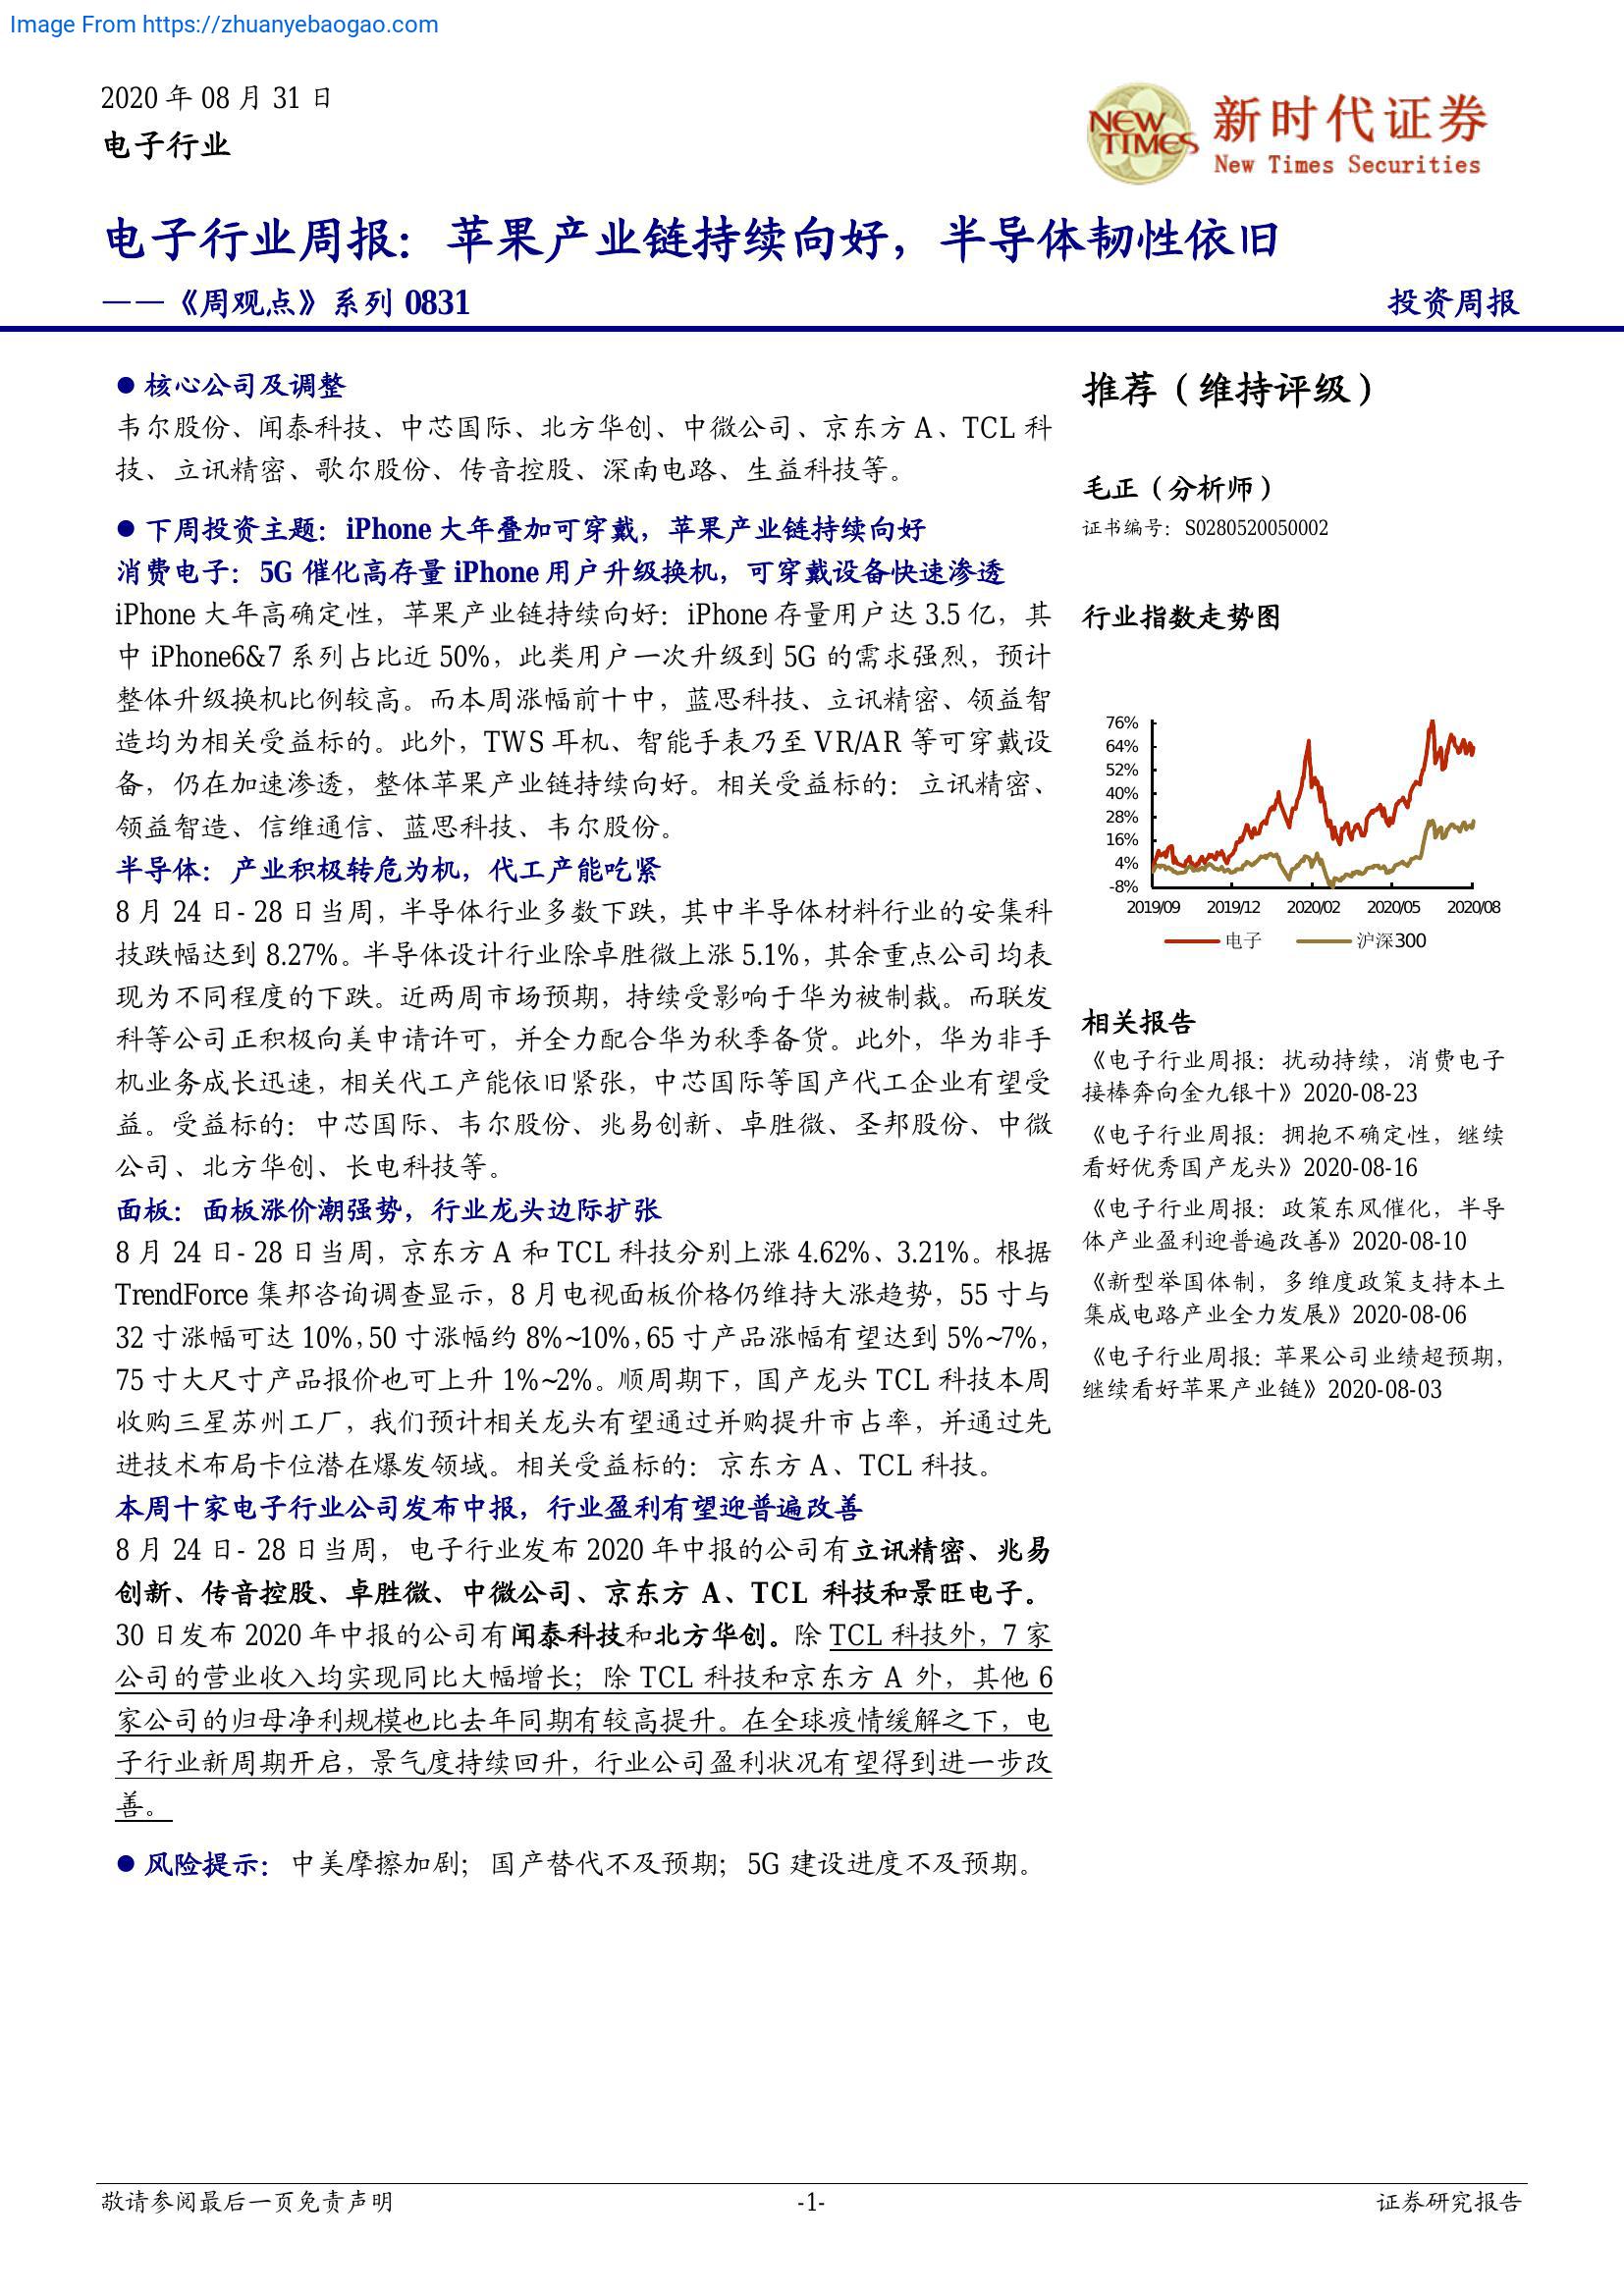 Image From https://zhuanyebaogao.com
2020 年 08 月 31 日
电子行业
NEW TIMES
新时代证券
New Times Securities
电子行业周报：苹果产业链持续向好，半导体韧性依旧
——《周观点》系列 0831
投资周报
● 核心公司及调整
韦尔股份、闻泰科技、中芯国际、北方华创、中微公司、京东方 A、TCL 科
技、立讯精密、歌尔股份、传音控股、深南电路、生益科技等。
● 下周投资主题：iPhone 大年叠加可穿戴，苹果产业链持续向好
消费电子：5G 催化高存量 iPhone 用户升级换机，可穿戴设备快速渗透
iPhone 大年高确定性，苹果产业链持续向好：iPhone 存量用户达 3.5 亿，其
中 iPhone6&7 系列占比近 50%，此类用户一次升级到 5G 的需求强烈，预计
整体升级换机比例较高。而本周涨幅前十中，蓝思科技、立讯精密、领益智
造均为相关受益标的。此外，TWS 耳机、智能手表乃至 VR/AR 等可穿戴设
备，仍在加速渗透，整体苹果产业链持续向好。相关受益标的：立讯精密、
领益智造、信维通信、蓝思科技、韦尔股份。
半导体：产业积极转危为机，代工产能吃紧
8 月 24 日- 28 日当周，半导体行业多数下跌，其中半导体材料行业的安集科
技跌幅达到 8.27%。半导体设计行业除卓胜微上涨 5.1%，其余重点公司均表
现为不同程度的下跌。近两周市场预期，持续受影响于华为被制裁。而联发
科等公司正积极向美申请许可，并全力配合华为秋季备货。此外，华为非手
机业务成长迅速，相关代工产能依旧紧张，中芯国际等国产代工企业有望受
益。受益标的：中芯国际、韦尔股份、兆易创新、卓胜微、圣邦股份、中微
公司、北方华创、长电科技等。
面板：面板涨价潮强势，行业龙头边际扩张
8 月 24 日- 28 日当周，京东方 A 和 TCL 科技分别上涨 4.62%、3.21%。根据
TrendForce 集邦咨询调查显示，8 月电视面板价格仍维持大涨趋势，55 寸与
32 寸涨幅可达 10%，50 寸涨幅约 8%~10%，65 寸产品涨幅有望达到 5%~7%，
75 寸大尺寸产品报价也可上升 1%~2%。顺周期下，国产龙头 TCL 科技本周
收购三星苏州工厂，我们预计相关龙头有望通过并购提升市占率，并通过先
进技术布局卡位潜在爆发领域。相关受益标的：京东方 A、TCL 科技。
本周十家电子行业公司发布中报，行业盈利有望迎普遍改善
8 月 24 日- 28 日当周，电子行业发布 2020 年中报的公司有立讯精密、兆易
创新、传音控股、卓胜微、中微公司、京东方 A、TCL 科技和景旺电子。
30 日发布 2020 年中报的公司有闻泰科技和北方华创。除 TCL 科技外，7 家
公司的营业收入均实现同比大幅增长；除 TCL 科技和京东方 A 外，其他 6
家公司的归母净利规模也比去年同期有较高提升。在全球疫情缓解之下，电
子行业新周期开启，景气度持续回升，行业公司盈利状况有望得到进一步改
善。
● 风险提示：中美摩擦加剧；国产替代不及预期；5G 建设进度不及预期。
推荐（维持评级）
毛正（分析师）
证书编号：S0280520050002
行业指数走势图
76%
64%
52%
40%
28%
16%
4%
-8%
2019/09 2019/12 2020/02 2020/05 2020/08
电子 沪深300
相关报告
《电子行业周报：扰动持续，消费电子
接棒奔向金九银十》2020-08-23
《电子行业周报：拥抱不确定性，继续
看好优秀国产龙头》2020-08-16
《电子行业周报：政策东风催化，半导
体产业盈利迎普遍改善》2020-08-10
《新型举国体制，多维度政策支持本土
集成电路产业全力发展》2020-08-06
《电子行业周报：苹果公司业绩超预期，
继续看好苹果产业链》2020-08-03
敬请参阅最后一页免责声明
-1-
证券研究报告